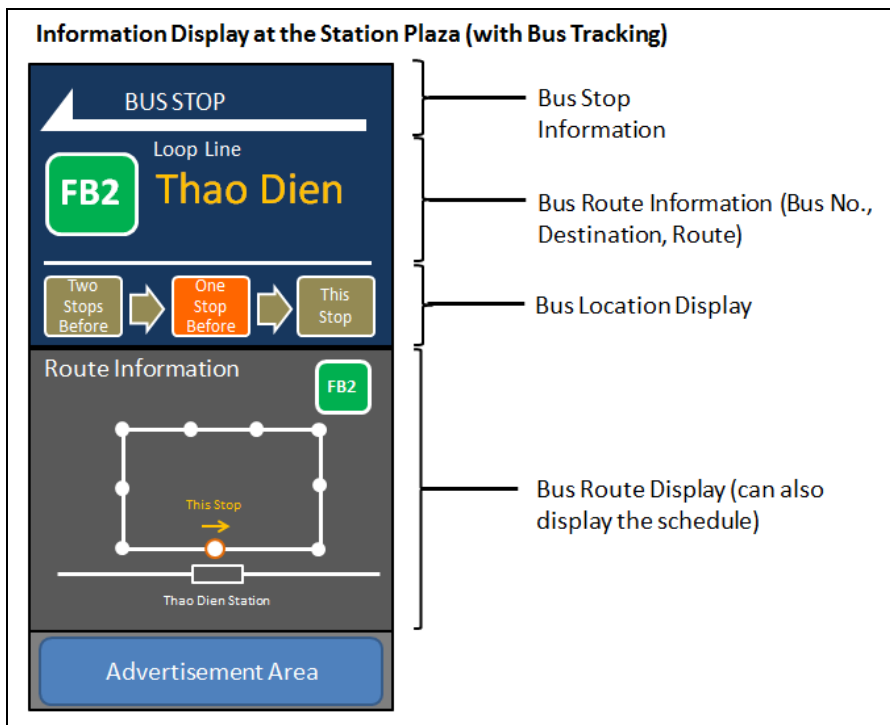 Information Display at the Station Plaza (with Bus Tracking)
BUS STOP
Loop Line
FB2
Thao Dien
Two
Stops
Before
One
Stop
Before
This
Stop
Route Information
FB2
This Stop
Thao Dien Station
Advertisement Area
Bus Stop
Information
Bus Route Information (Bus No.,
Destination, Route)
Bus Location Display
Bus Route Display (can also
display the schedule)